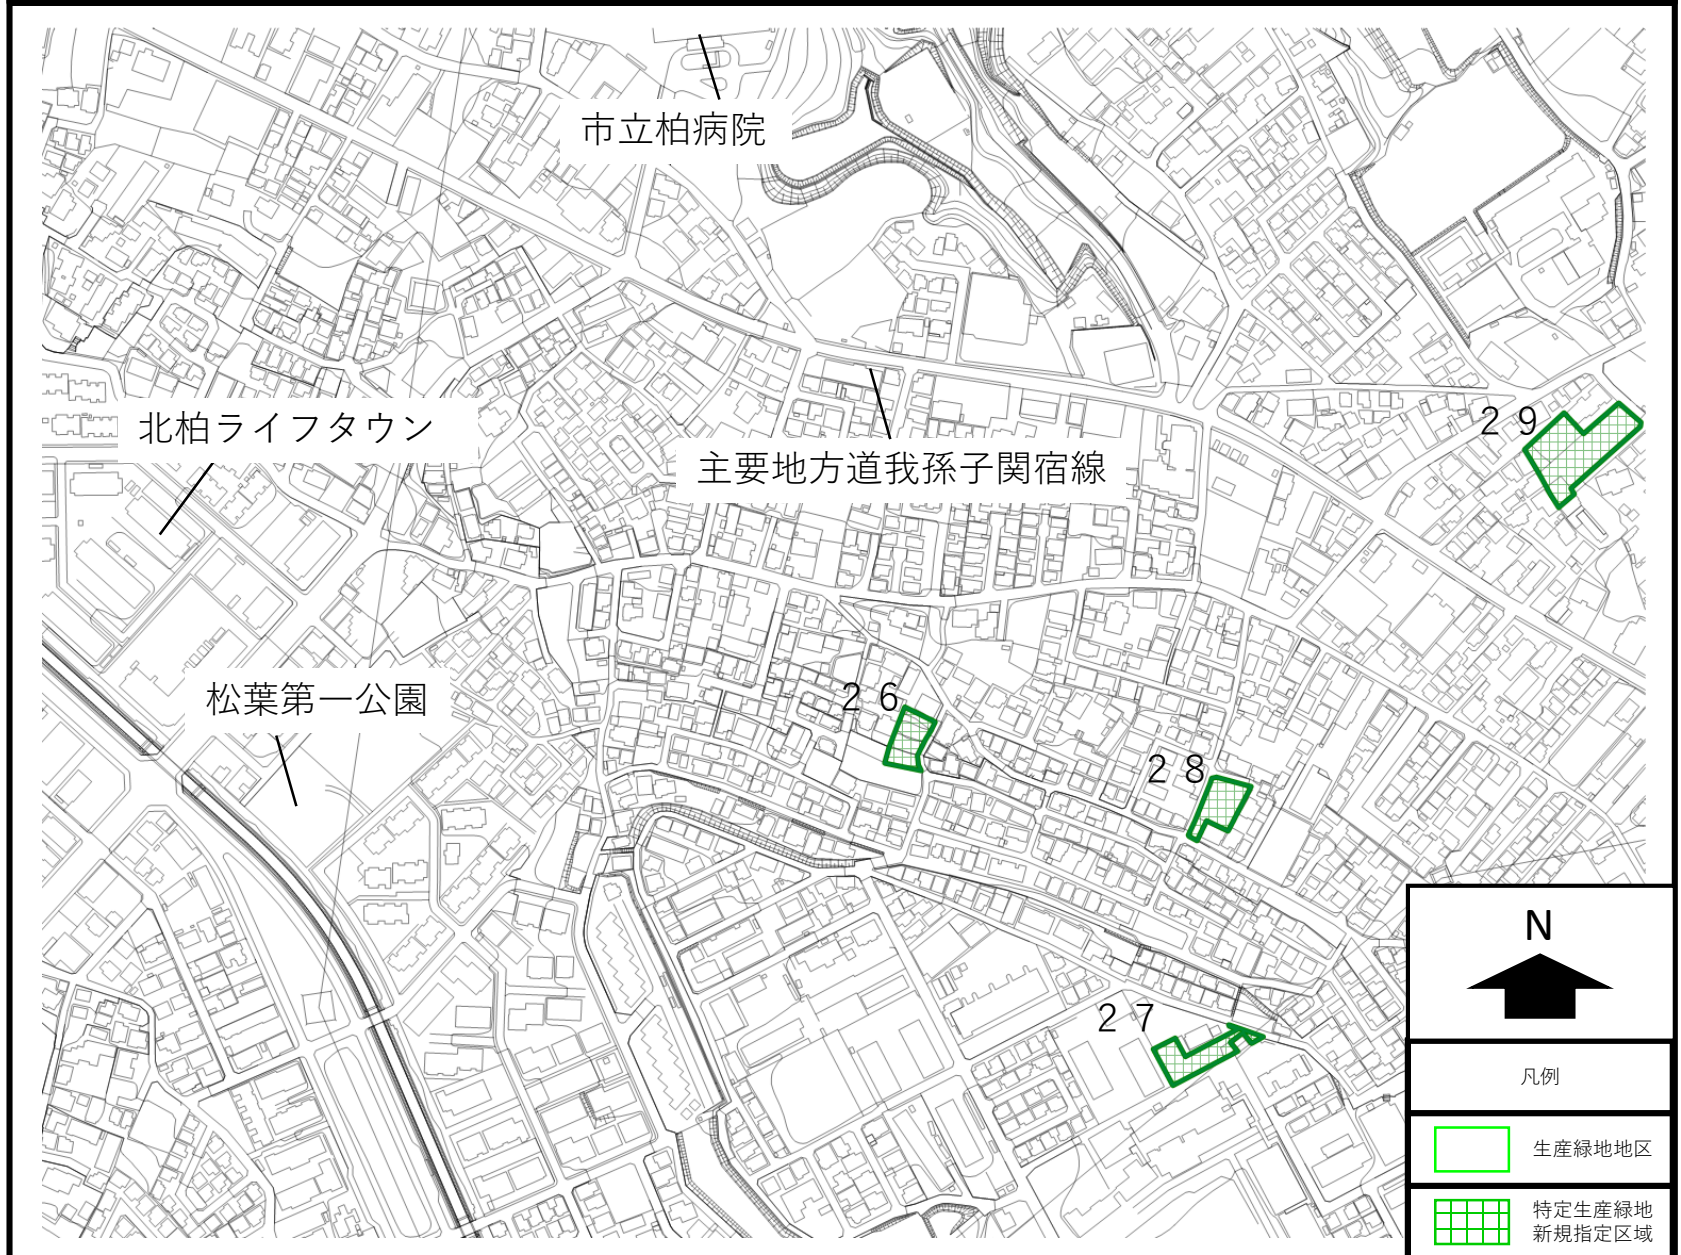 市立柏病院
北柏ライフタウン
29
主要地方道我孫子関宿線
松葉第一公園
26
28
27
N
凡例
生産緑地地区
特定生産緑地
新規指定区域